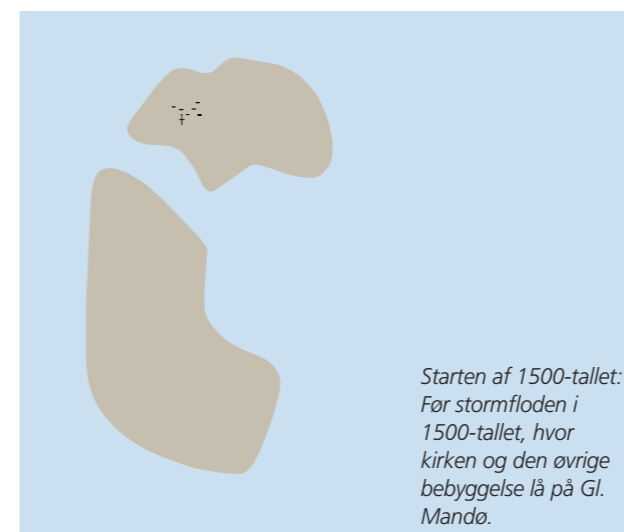 Starten af 1500-tallet:
Før stormfloden i
1500-tallet, hvor
kirken og den øvrige
bebyggelse lå på Gl.
Mandø.